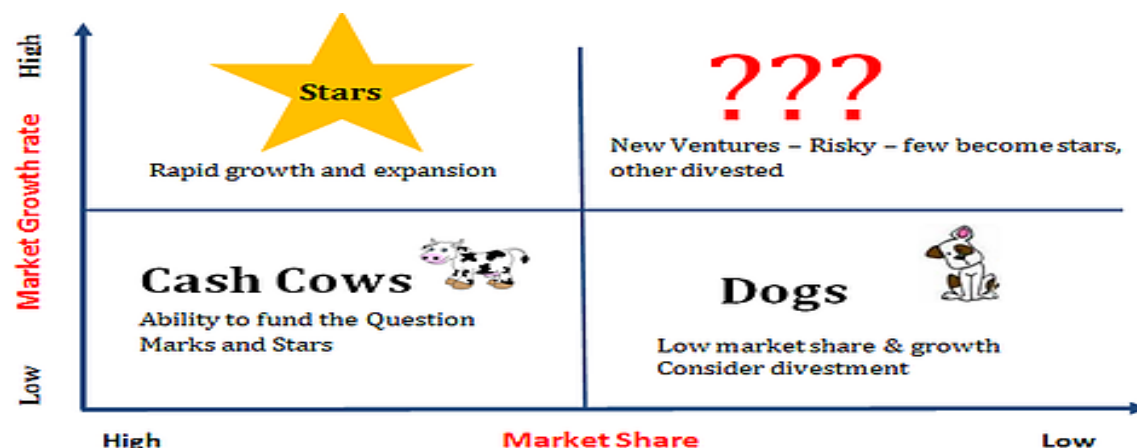 High
Market Growth rate
Low
Stars
Rapid growth and expansion
???
New Ventures – Risky – few become stars,
other divested
Cash Cows
Ability to fund the Question
Marks and Stars
Dogs
Low market share & growth
Consider divestment
High
Market Share
Low